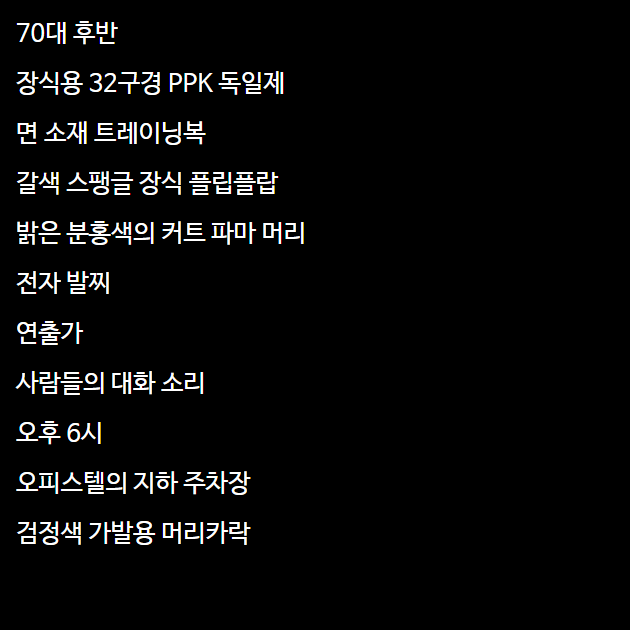 70대 후반
장식용 32구경 PPK 독일제
면 소재 트레이닝복
갈색 스팽글 장식 플립플랍
밝은 분홍색의 커트 파마 머리
전자 발찌
연출가
사람들의 대화 소리
오후 6시
오피스텔의 지하 주차장
검정색 가발용 머리카락